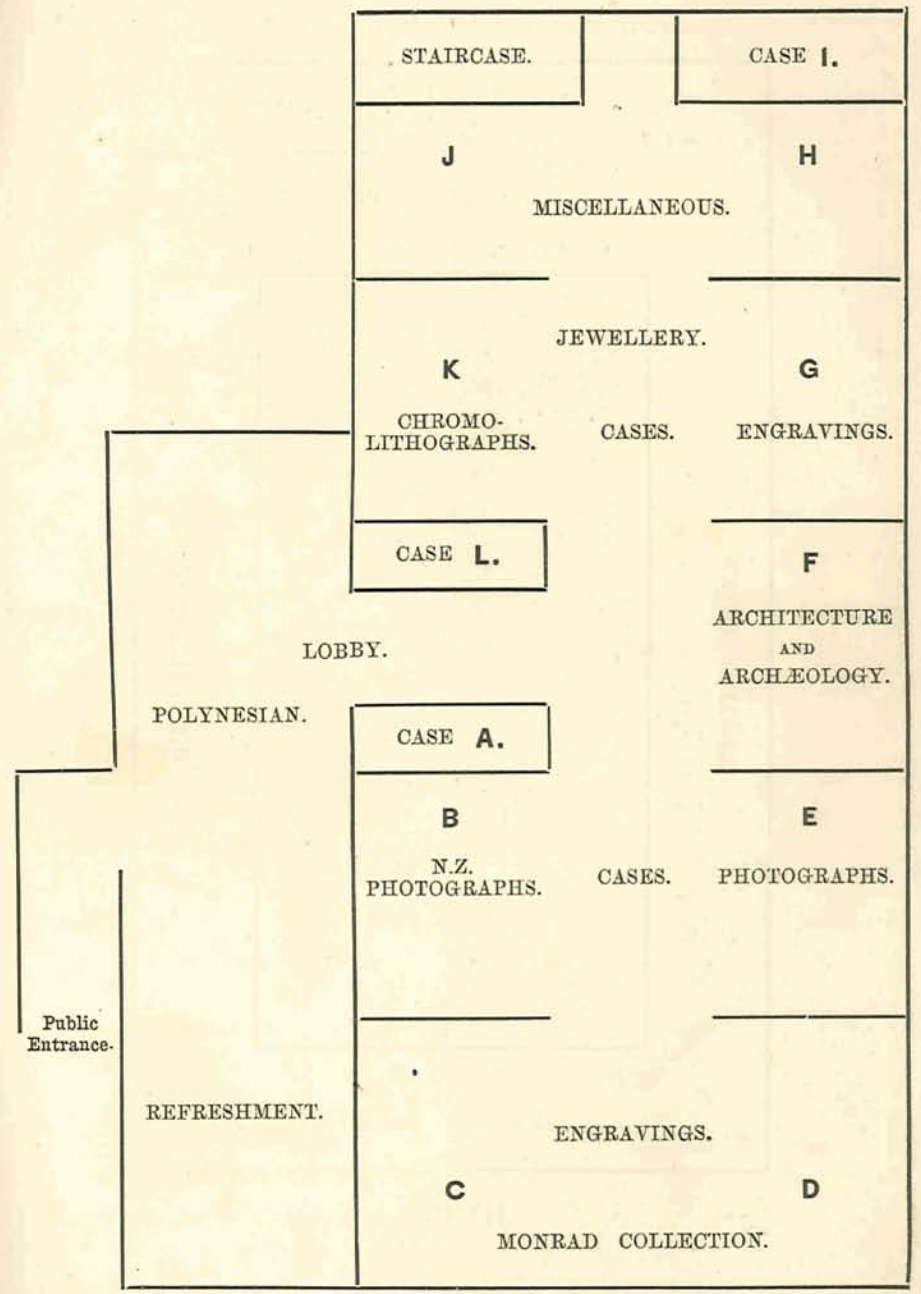 STAIRCASE.
CASE I.
J
H
MISCELLANEOUS.
JEWELLERY.
K
G
CHROMO-
LITHOGRAPHS.
CASES.
ENGRAVINGS.
CASE L.
F
ARCHITECTURE
AND
ARCHÆOLOGY.
LOBBY.
POLYNESIAN.
CASE A.
B
E
N.Z.
PHOTOGRAPHS.
CASES.
PHOTOGRAPHS.
Public
Entrance.
REFRESHMENT.
ENGRAVINGS.
C
D
MONRAD COLLECTION.